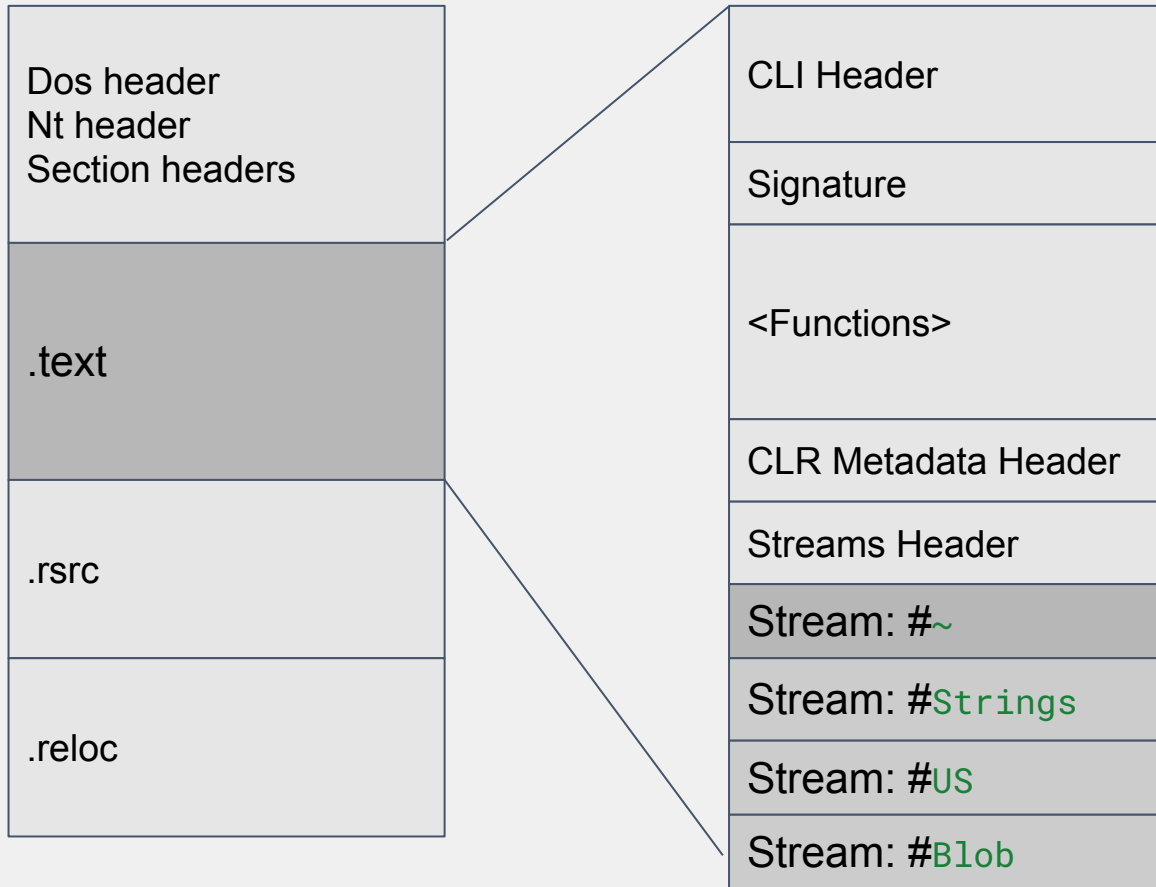 Dos header
Nt header
Section headers
.text
.rsrc
.reloc
CLI Header
Signature
<Functions>
CLR Metadata Header
Streams Header
Stream: #~
Stream: #Strings
Stream: #US
Stream: #Blob